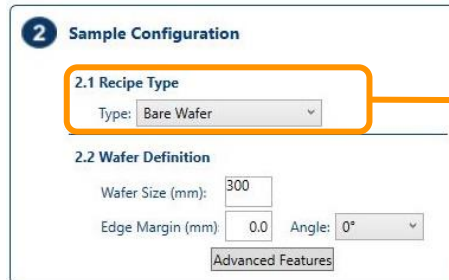 2 Sample Configuration
2.1 Recipe Type
Type: Bare Wafer
2.2 Wafer Definition
Wafer Size (mm): 300
Edge Margin (mm): 0.0 Angle: 0°
Advanced Features